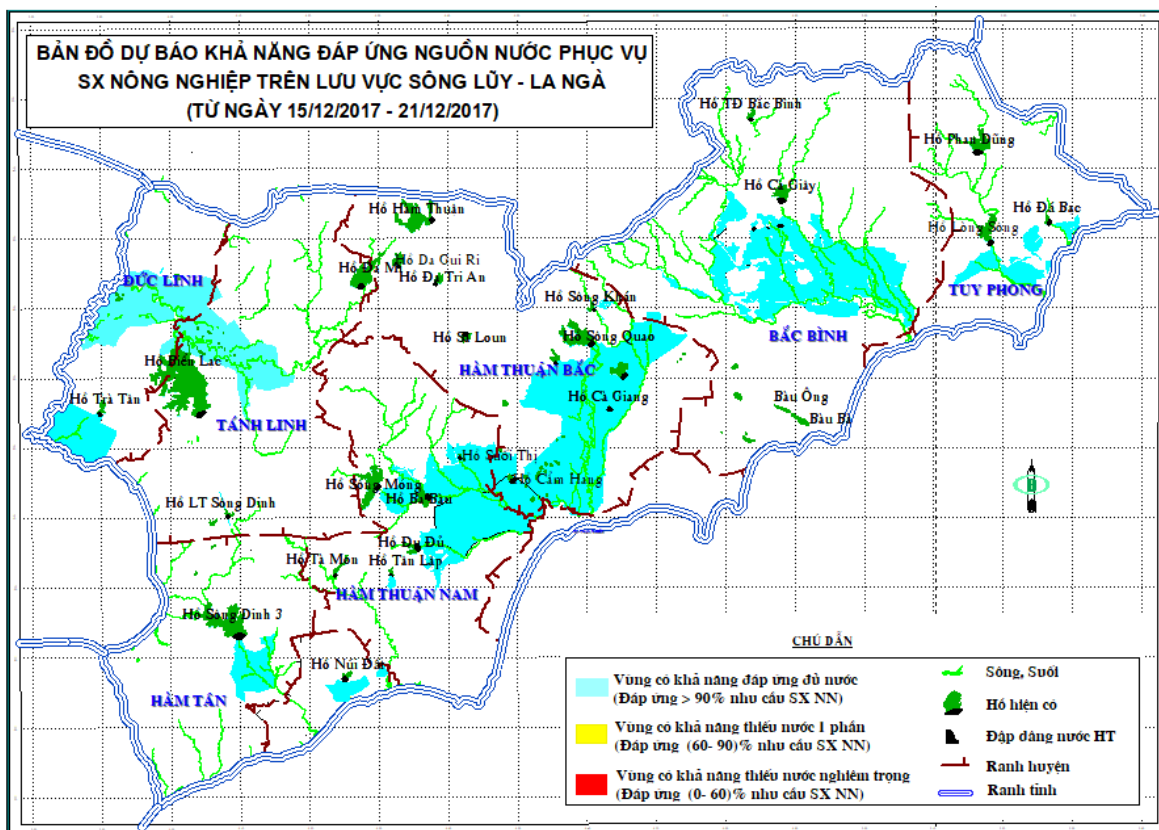 BẢN ĐỒ DỰ BÁO KHẢ NĂNG ĐÁP ỨNG NGUỒN NƯỚC PHỤC VỤ
SX NÔNG NGHIỆP TRÊN LƯU VỰC SÔNG LŨY - LA NGÀ
(TỪ NGÀY 15/12/2017 - 21/12/2017)
Hồ TĐ Bắc Bình
Hồ Phan Dũng
Hồ Cà Giây
Hồ Đá Bạc
Hồ Lòng Sông
Hồ Hàm Thuận
Hồ Da Gui Ri
Hồ Đa Mi
Hồ Đa Tri An
ĐỨC LINH
TUY PHONG
Hồ Sông Khán
Hồ Sông Quao
BẮC BÌNH
Hồ Biển Lạc
HÀM THUẬN BẮC
Hồ Cà Giang
Hồ Trà Tân
Bàu Ông
Bàu Bà
TÁNH LINH
Hồ Suối Thị
Hồ Cẩm Hang
Hồ Sông Móng
Hồ Ba Bàu
Hồ LT Sông Dinh
Hồ Đu Đủ
Hồ Tà Mon
Hồ Tân Lập
HÀM THUẬN NAM
Hồ Sông Dinh 3
Hồ Núi Đất
HÀM TÂN
CHÚ DẪN
Vùng có khả năng đáp ứng đủ nước
(Đáp ứng > 90% nhu cầu SX NN)
Vùng có khả năng thiếu nước 1 phần
(Đáp ứng (60- 90)% nhu cầu SX NN)
Vùng có khả năng thiếu nước nghiêm trọng
(Đáp ứng (0- 60)% nhu cầu SX NN)
Sông, Suối
Hồ hiện có
Đập dâng nước HT
Ranh huyện
Ranh tỉnh